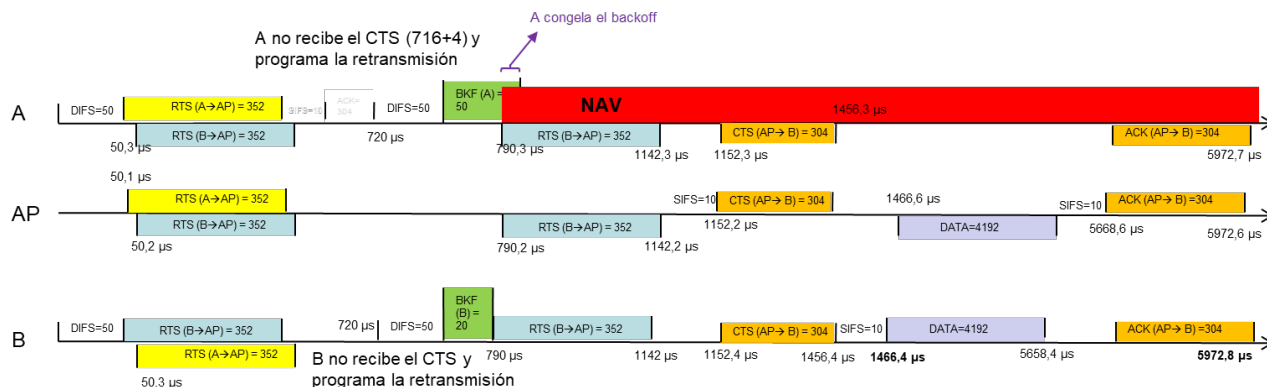 A congela el backoff
A no recibe el CTS (716+4) y
programa la retransmisión
A
DIFS=50
RTS (A→AP) = 352
SIFS=10
ACK=
304
DIFS=50
BKF (A) =
50
NAV
1456,3 µs
RTS (B→AP) = 352
720 µs
RTS (B→AP) = 352
CTS (AP→ B) = 304
ACK (AP→ B) =304
50,3 µs
790,3 µs
1142,3 µs
1152,3 µs
5972,7 µs
50,1 µs
AP
RTS (A→AP) = 352
SIFS=10
CTS (AP→ B) = 304
1466,6 µs
SIFS=10
ACK (AP→ B) =304
RTS (B→AP) = 352
RTS (B→AP) = 352
1152,2 µs
DATA=4192
5668,6 µs
50,2 µs
790,2 µs
1142,2 µs
5972,6 µs
BKF
(B) =
20
B
DIFS=50
RTS (B→AP) = 352
720 µs
DIFS=50
RTS (B→AP) = 352
CTS (AP→ B) = 304
SIFS=10
DATA=4192
ACK (AP→ B) =304
RTS (A→AP) = 352
B no recibe el CTS y
programa la retransmisión
50,3 µs
790 µs
1142 µs
1152,4 µs
1456,4 µs
1466,4 µs
5658,4 µs
5972,8 µs